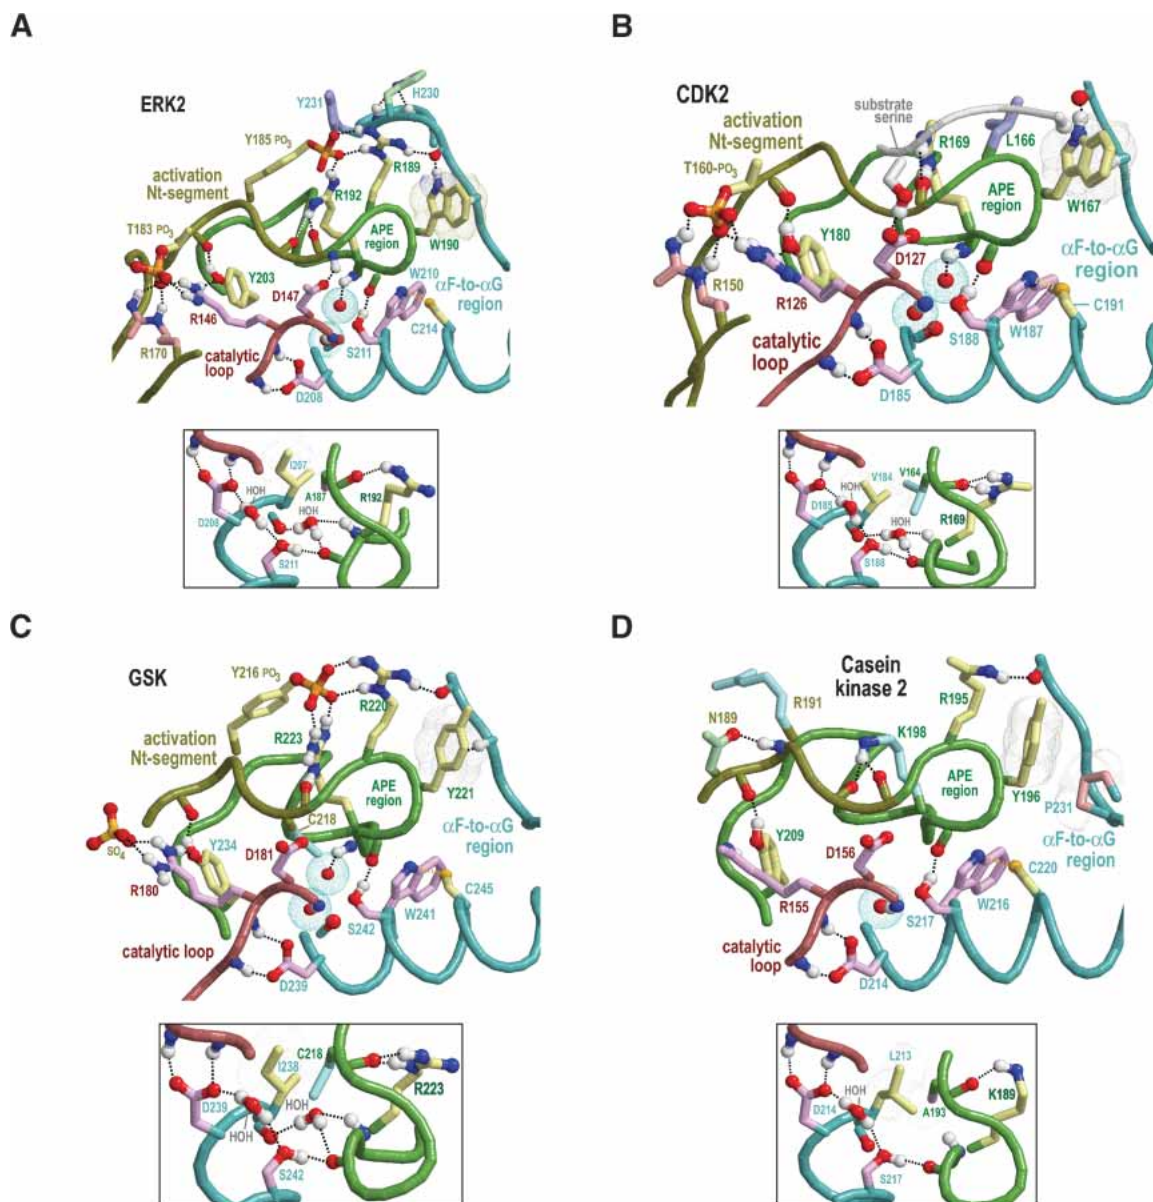 A
ERK2
Y231
H230
activation
Nt-segment
Y185 PO₃
R189
R192
APE
region
W190
T183 PO₃
Y203
D147
W210
αF-to-αG
region
R146
C214
S211
R170
catalytic
loop
D208
I207
HOH
A187
R192
HOH
D208
S211
B
CDK2
substrate
serine
activation
Nt-segment
R169
L166
T160-PO₃
APE
region
W167
Y180
D127
αF-to-αG
region
R150
R126
C191
S188
W187
catalytic
loop
D185
V164
V184
HOH
D185
HOH
R169
S188
C
GSK
Y216 PO₃
R220
activation
Nt-segment
R223
APE
region
Y221
C218
αF-to-αG
region
SO₄
Y234
D181
R180
C245
W241
S242
catalytic loop
D239
C218
I238
R223
HOH
D239
HOH
S242
D
Casein
kinase 2
R191
R195
N189
K198
activation
Nt-segment
APE
region
Y196
P231
Y209
D156
αF-to-αG
region
C220
R155
S217
W216
catalytic
loop
D214
L213
HOH
K189
D214
A193
S217